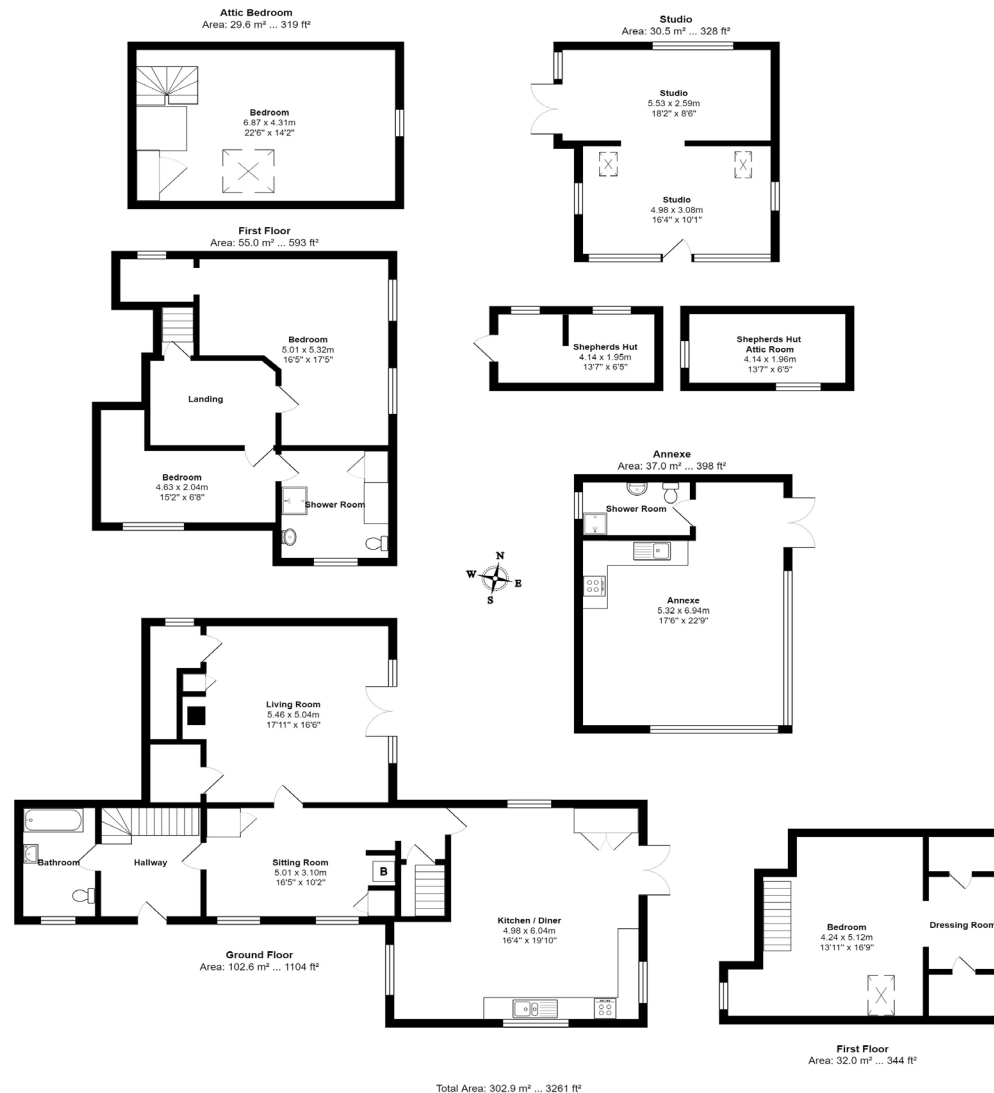 Attic Bedroom
Area: 29.6 m² ... 319 ft²
Bedroom
6.87 x 4.31m
22'6" x 14'2"
Studio
Area: 30.5 m² ... 328 ft²
Studio
5.53 x 2.59m
18'2" x 8'6"
Studio
4.98 x 3.08m
16'4" x 10'1"
First Floor
Area: 55.0 m² ... 593 ft²
Bedroom
5.01 x 5.32m
16'5" x 17'5"
Landing
Bedroom
4.63 x 2.04m
15'2" x 6'8"
Shower Room
Shepherds Hut
4.14 x 1.95m
13'7" x 6'5"
Shepherds Hut
Attic Room
4.14 x 1.96m
13'7" x 6'5"
Annexe
Area: 37.0 m² ... 398 ft²
Shower Room
Annexe
5.32 x 6.94m
17'6" x 22'9"
N
W
E
S
Living Room
5.46 x 5.04m
17'11" x 16'6"
Bathroom
Hallway
Sitting Room
5.01 x 3.10m
16'5" x 10'2"
B
Kitchen / Diner
4.98 x 6.04m
16'4" x 19'10"
Ground Floor
Area: 102.6 m² ... 1104 ft²
Bedroom
4.24 x 5.12m
13'11" x 16'9"
Dressing Room
First Floor
Area: 32.0 m² ... 344 ft²
Total Area: 302.9 m² ... 3261 ft²